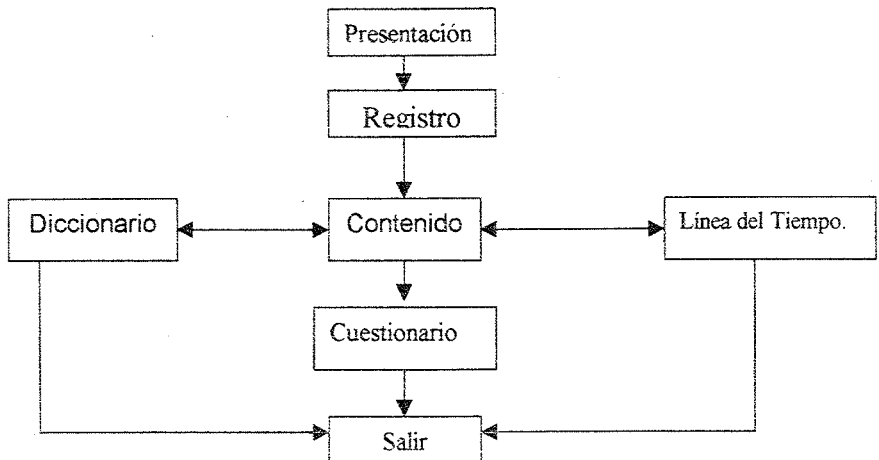 Presentación
Registro
Diccionario
Contenido
Línea del Tiempo.
Cuestionario
Salir